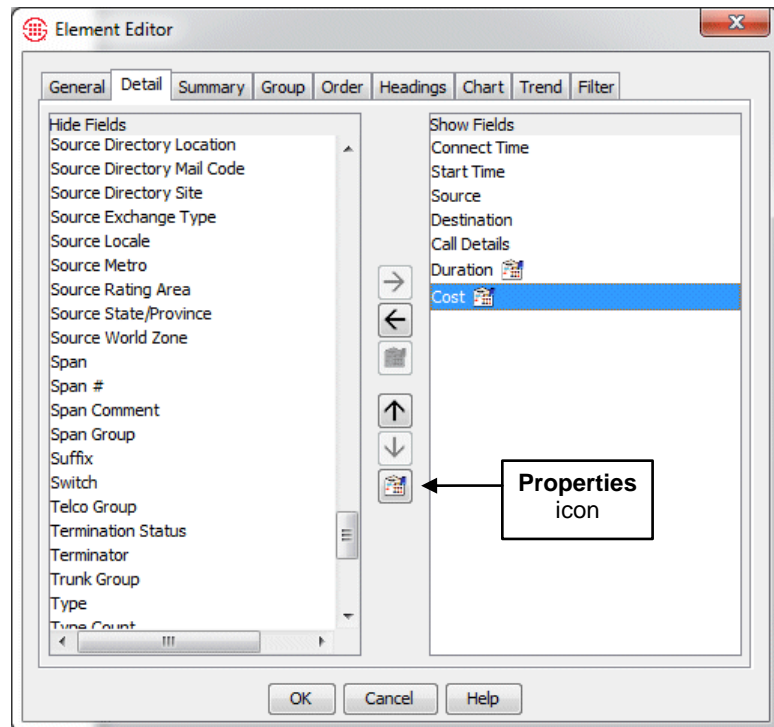 Element Editor
General Detail Summary Group Order Headings Chart Trend Filter
Hide Fields
Source Directory Location
Source Directory Mail Code
Source Directory Site
Source Exchange Type
Source Locale
Source Metro
Source Rating Area
Source State/Province
Source World Zone
Span
Span #
Span Comment
Span Group
Suffix
Switch
Telco Group
Termination Status
Terminator
Trunk Group
Type
Type Count
Show Fields
Connect Time
Start Time
Source
Destination
Call Details
Duration
Cost
Properties
icon
OK Cancel Help